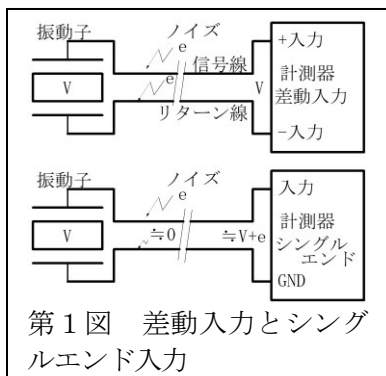 振動子
ノイズ
e
+入力
信号線
V
e
V
計測器
差動入力
リターン線
-入力
振動子
ノイズ
e
入力
V
≒0
≒V+e
計測器
シングル
エンド
GND
第1図 差動入力とシング
ルエンド入力